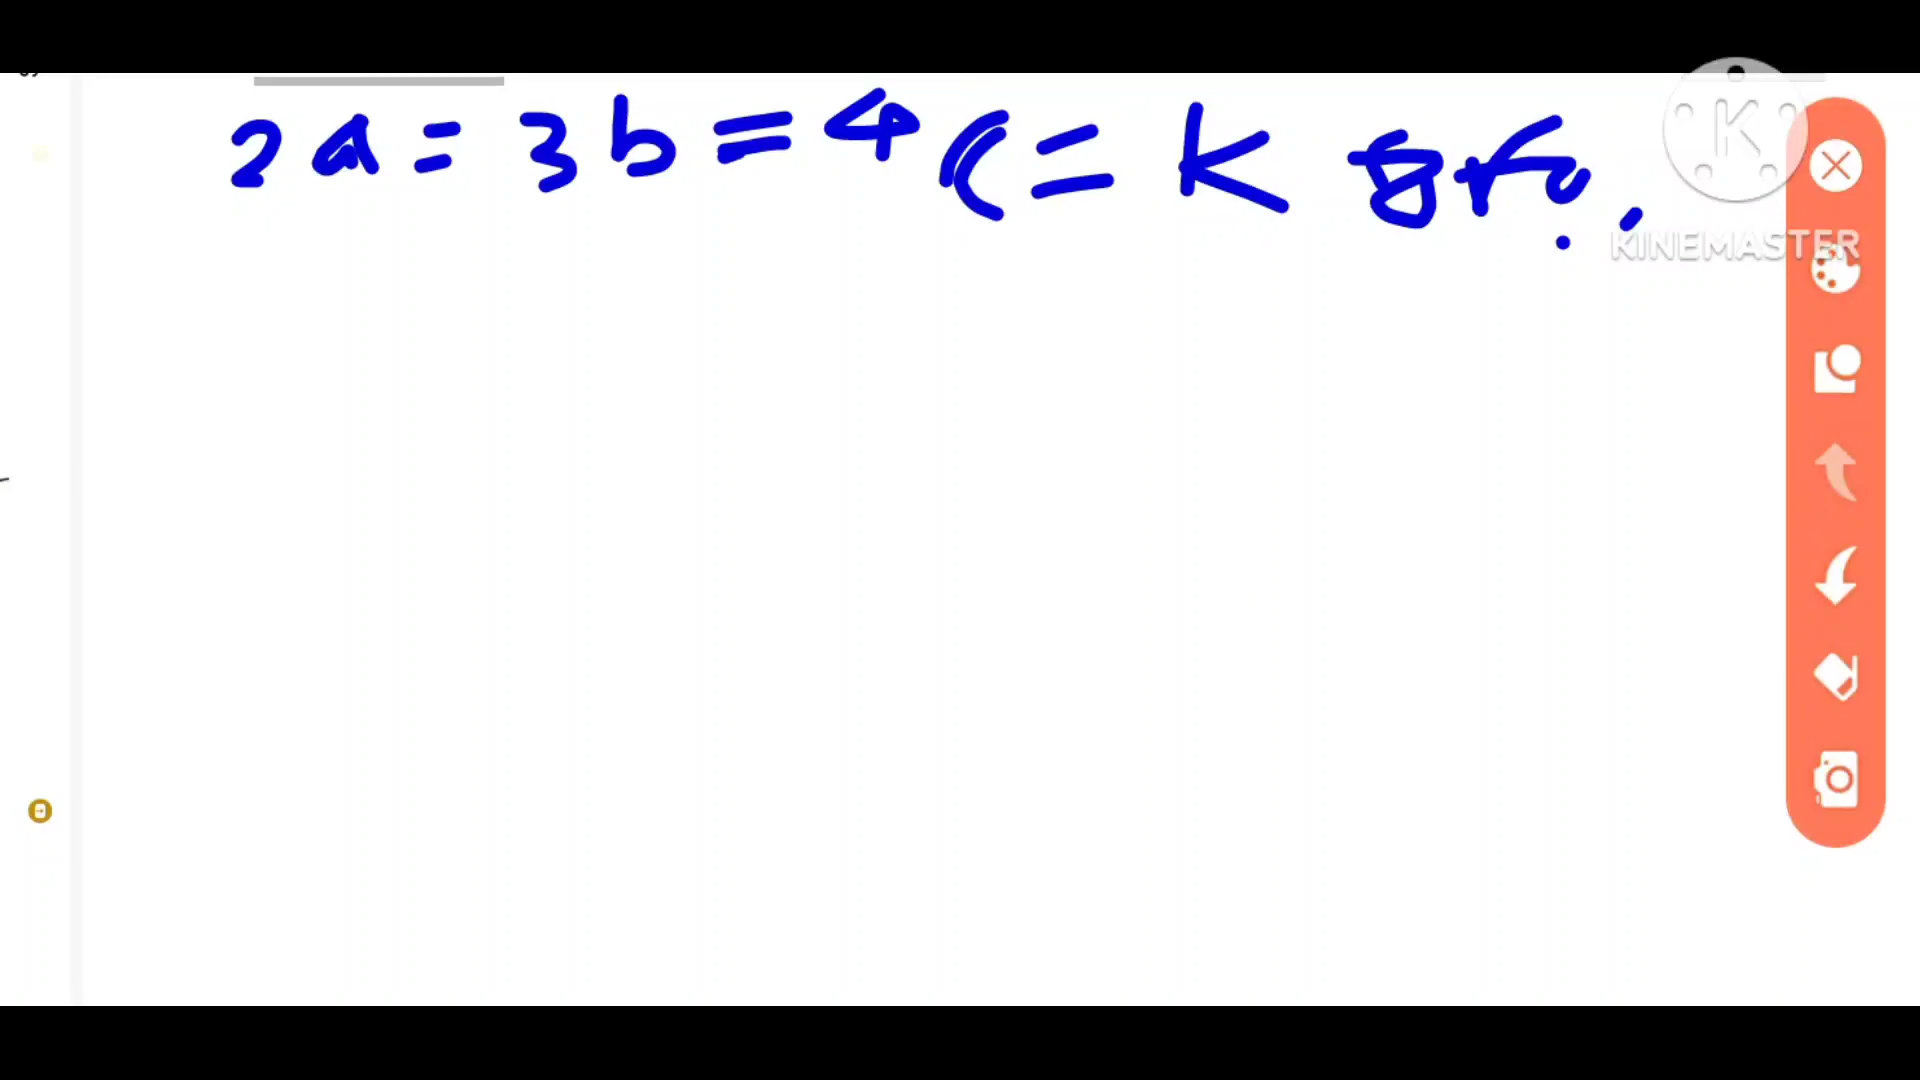 2a = 3b = 4c = K
KINEMASTER